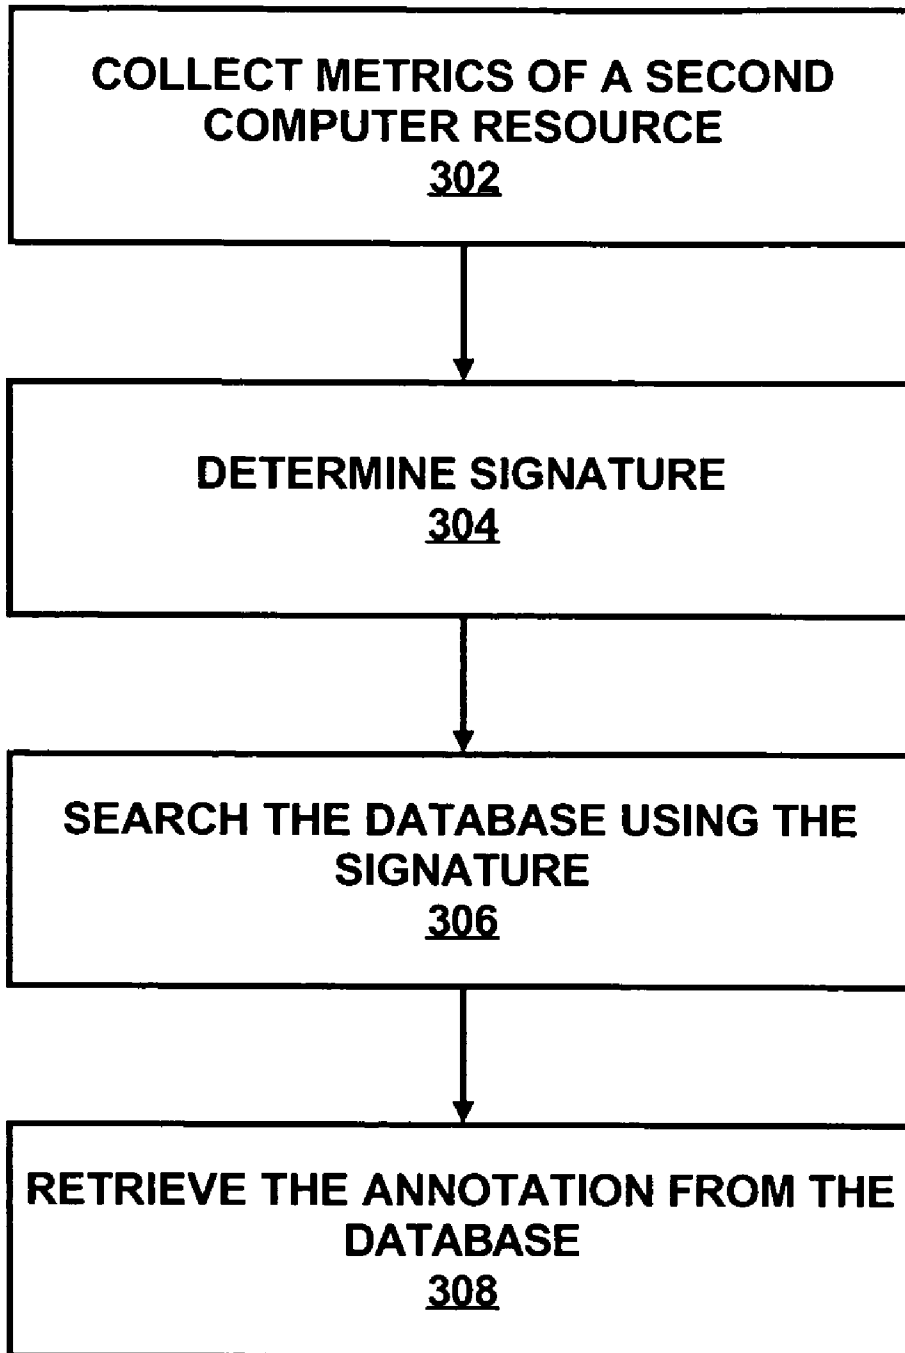 COLLECT METRICS OF A SECOND
COMPUTER RESOURCE
302
DETERMINE SIGNATURE
304
SEARCH THE DATABASE USING THE
SIGNATURE
306
RETRIEVE THE ANNOTATION FROM THE
DATABASE
308